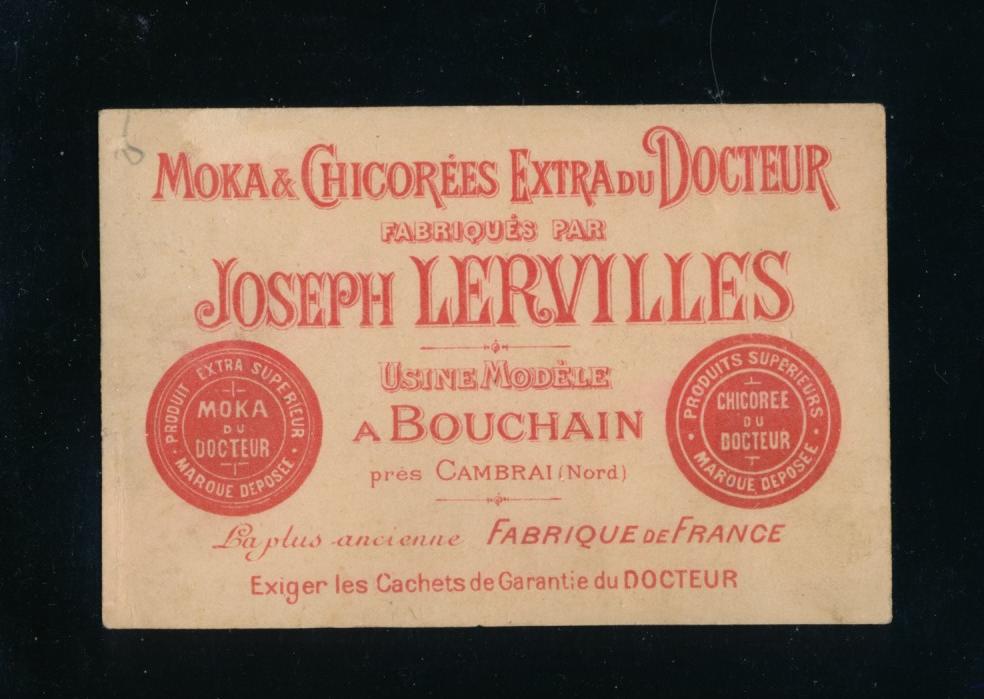 MOKA & CHICORÉES EXTRA DU DOCTEUR
FABRIQUÉS PAR
JOSEPH LERVILLES
USINE MODÈLE
A BOUCHAIN
près CAMBRAI (Nord)
PRODUIT EXTRA SUPERIEUR
MOKA
DU
DOCTEUR
MARQUE DEPOSÉE
PRODUITS SUPERIEURS
CHICOREE
DU
DOCTEUR
MARQUE DEPOSÉE
La plus ancienne FABRIQUE DE FRANCE
Exiger les Cachets de Garantie du DOCTEUR